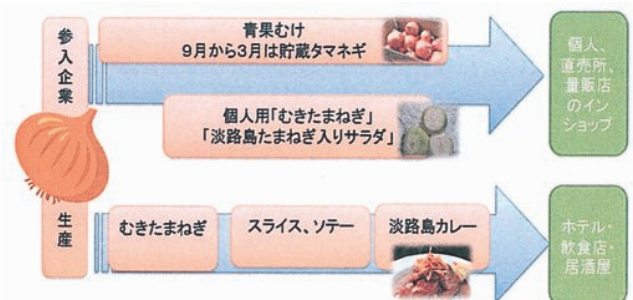 参入企業
青果むけ
9月から3月は貯蔵タマネギ
個人用「むきたまねぎ」
「淡路島たまねぎ入りサラダ」
個人、
直売所、
量販店
のイン
ショップ
生産
むきたまねぎ
スライス、ソテー
淡路島カレー
ホテル・
飲食店・
居酒屋